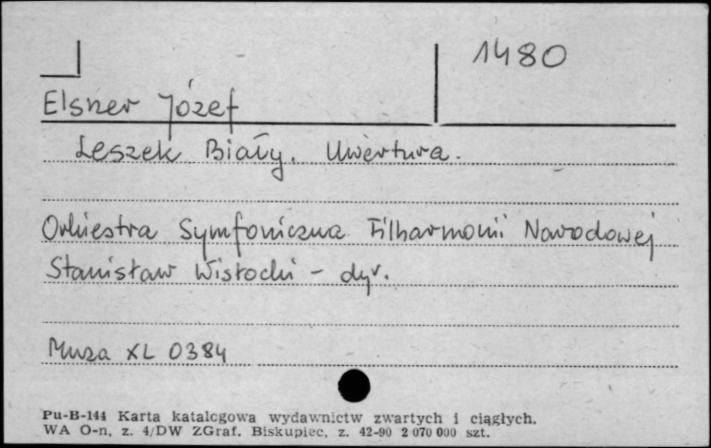 1480
Elsner Józef
Leszek Biały. Uwertura.
Orkiestra Symfoniczna Filharmonii Narodowej
Stanisław Wisłocki - dyr.
Muza XL 0384
Pu-B-144 Karta katalogowa wydawnictw zwartych i ciągłych.
WA O-n, z. 4/DW ZGraf. Biskupiec, z. 42-90 2 070 000 szt.